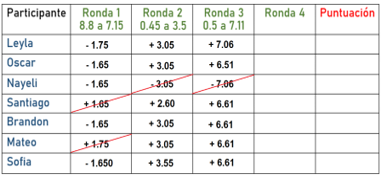 Participante Ronda 1 8.8 a 7.15 Ronda 2 0.45 a 3.5 Ronda 3 0.5 a 7.11 Ronda 4 Puntuación
Leyla - 1.75 + 3.05 + 7.06
Oscar - 1.65 + 3.05 + 6.51
Nayeli - 1.65 - 3.05 - 7.06
Santiago + 1.05 + 2.60 + 6.61
Brandon - 1.65 + 3.05 + 6.61
Mateo + 1.75 + 3.05 + 6.61
Sofia - 1.650 + 3.55 + 6.61